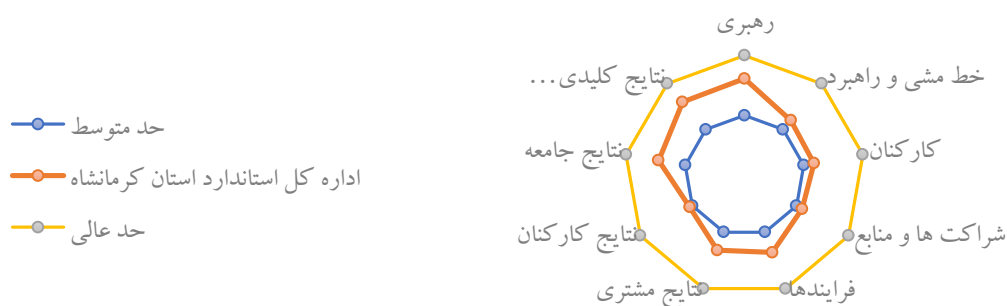 رهبری
خط مشی و راهبرد
کارکنان
شراکت ها و منابع
فرایندها
نتایج مشتری
نتایج کارکنان
نتایج جامعه
نتایج کلیدی...
حد متوسط
اداره کل استاندارد استان کرمانشاه
حد عالی